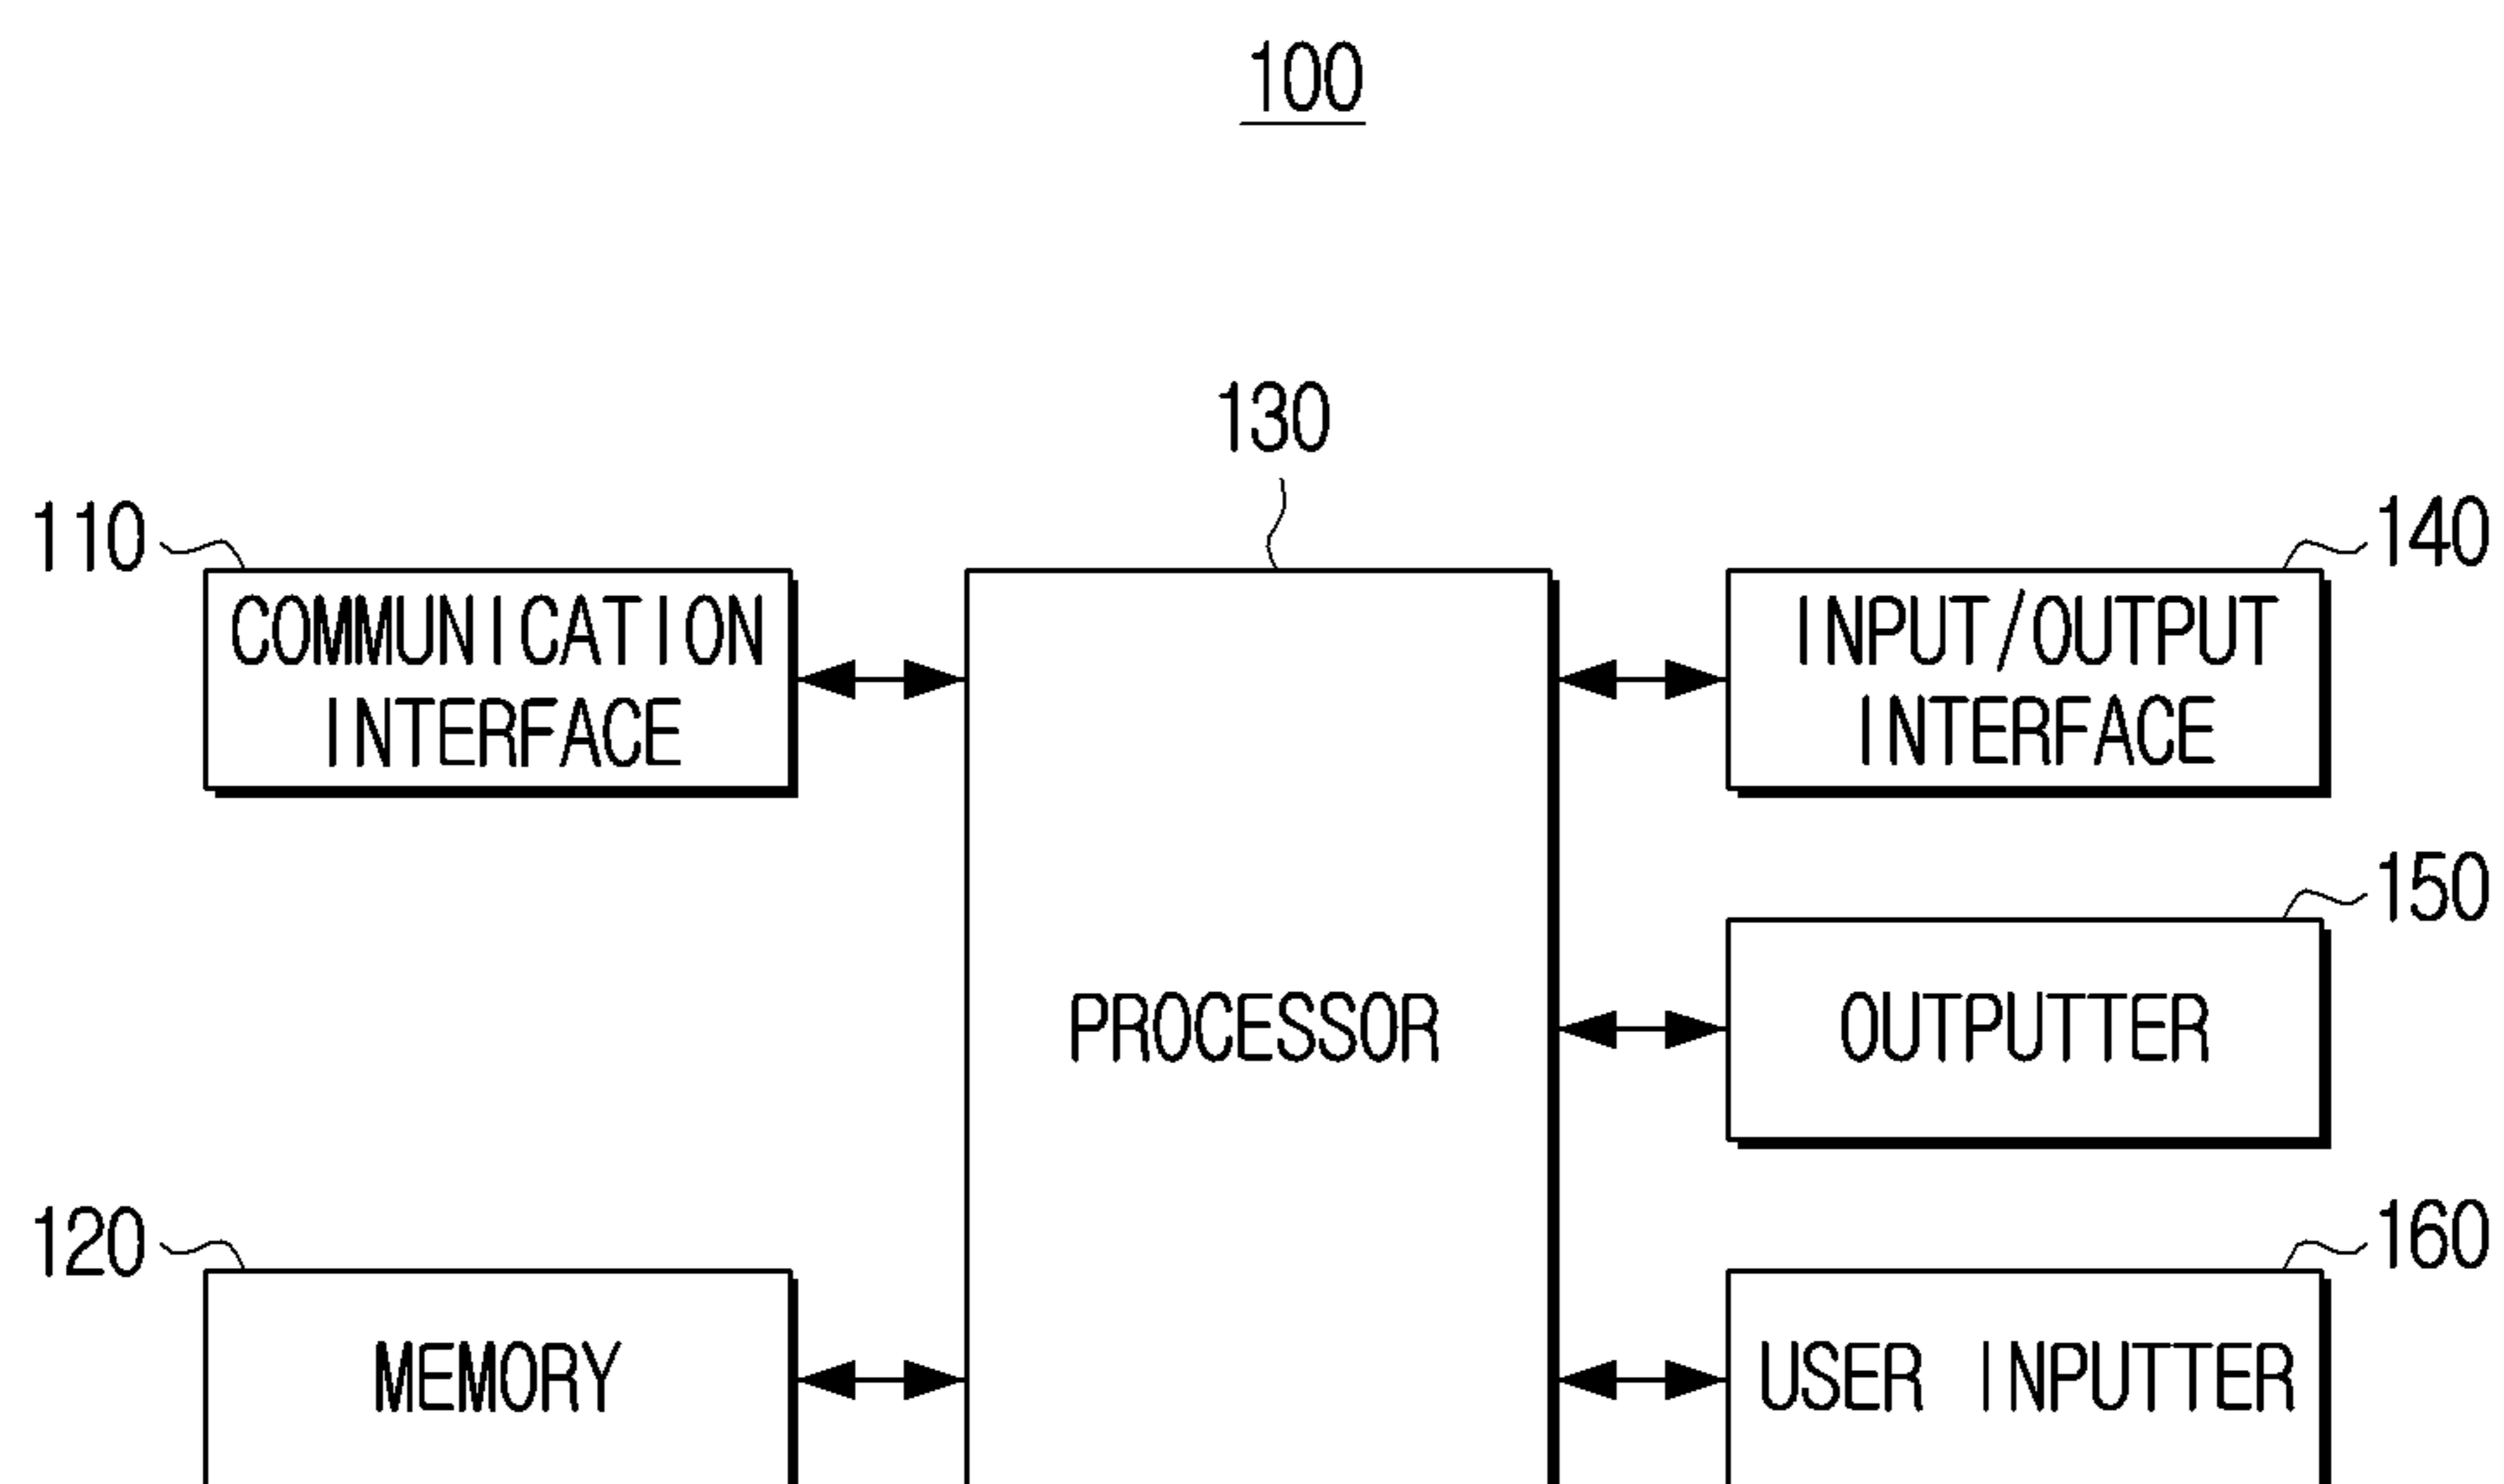 100
130
110
140
COMMUNICATION
INTERFACE
INPUT/OUTPUT
INTERFACE
150
PROCESSOR
OUTPUTTER
120
160
MEMORY
USER INPUTTER